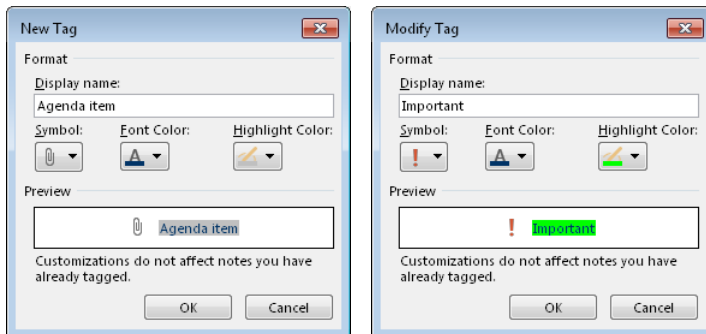 New Tag
Format
Display name:
Agenda item
Symbol: Font Color: Highlight Color:
A
Preview
Agenda item
Customizations do not affect notes you have
already tagged.
OK Cancel
Modify Tag
Format
Display name:
Important
Symbol: Font Color: Highlight Color:
A
Preview
Important
Customizations do not affect notes you have
already tagged.
OK Cancel